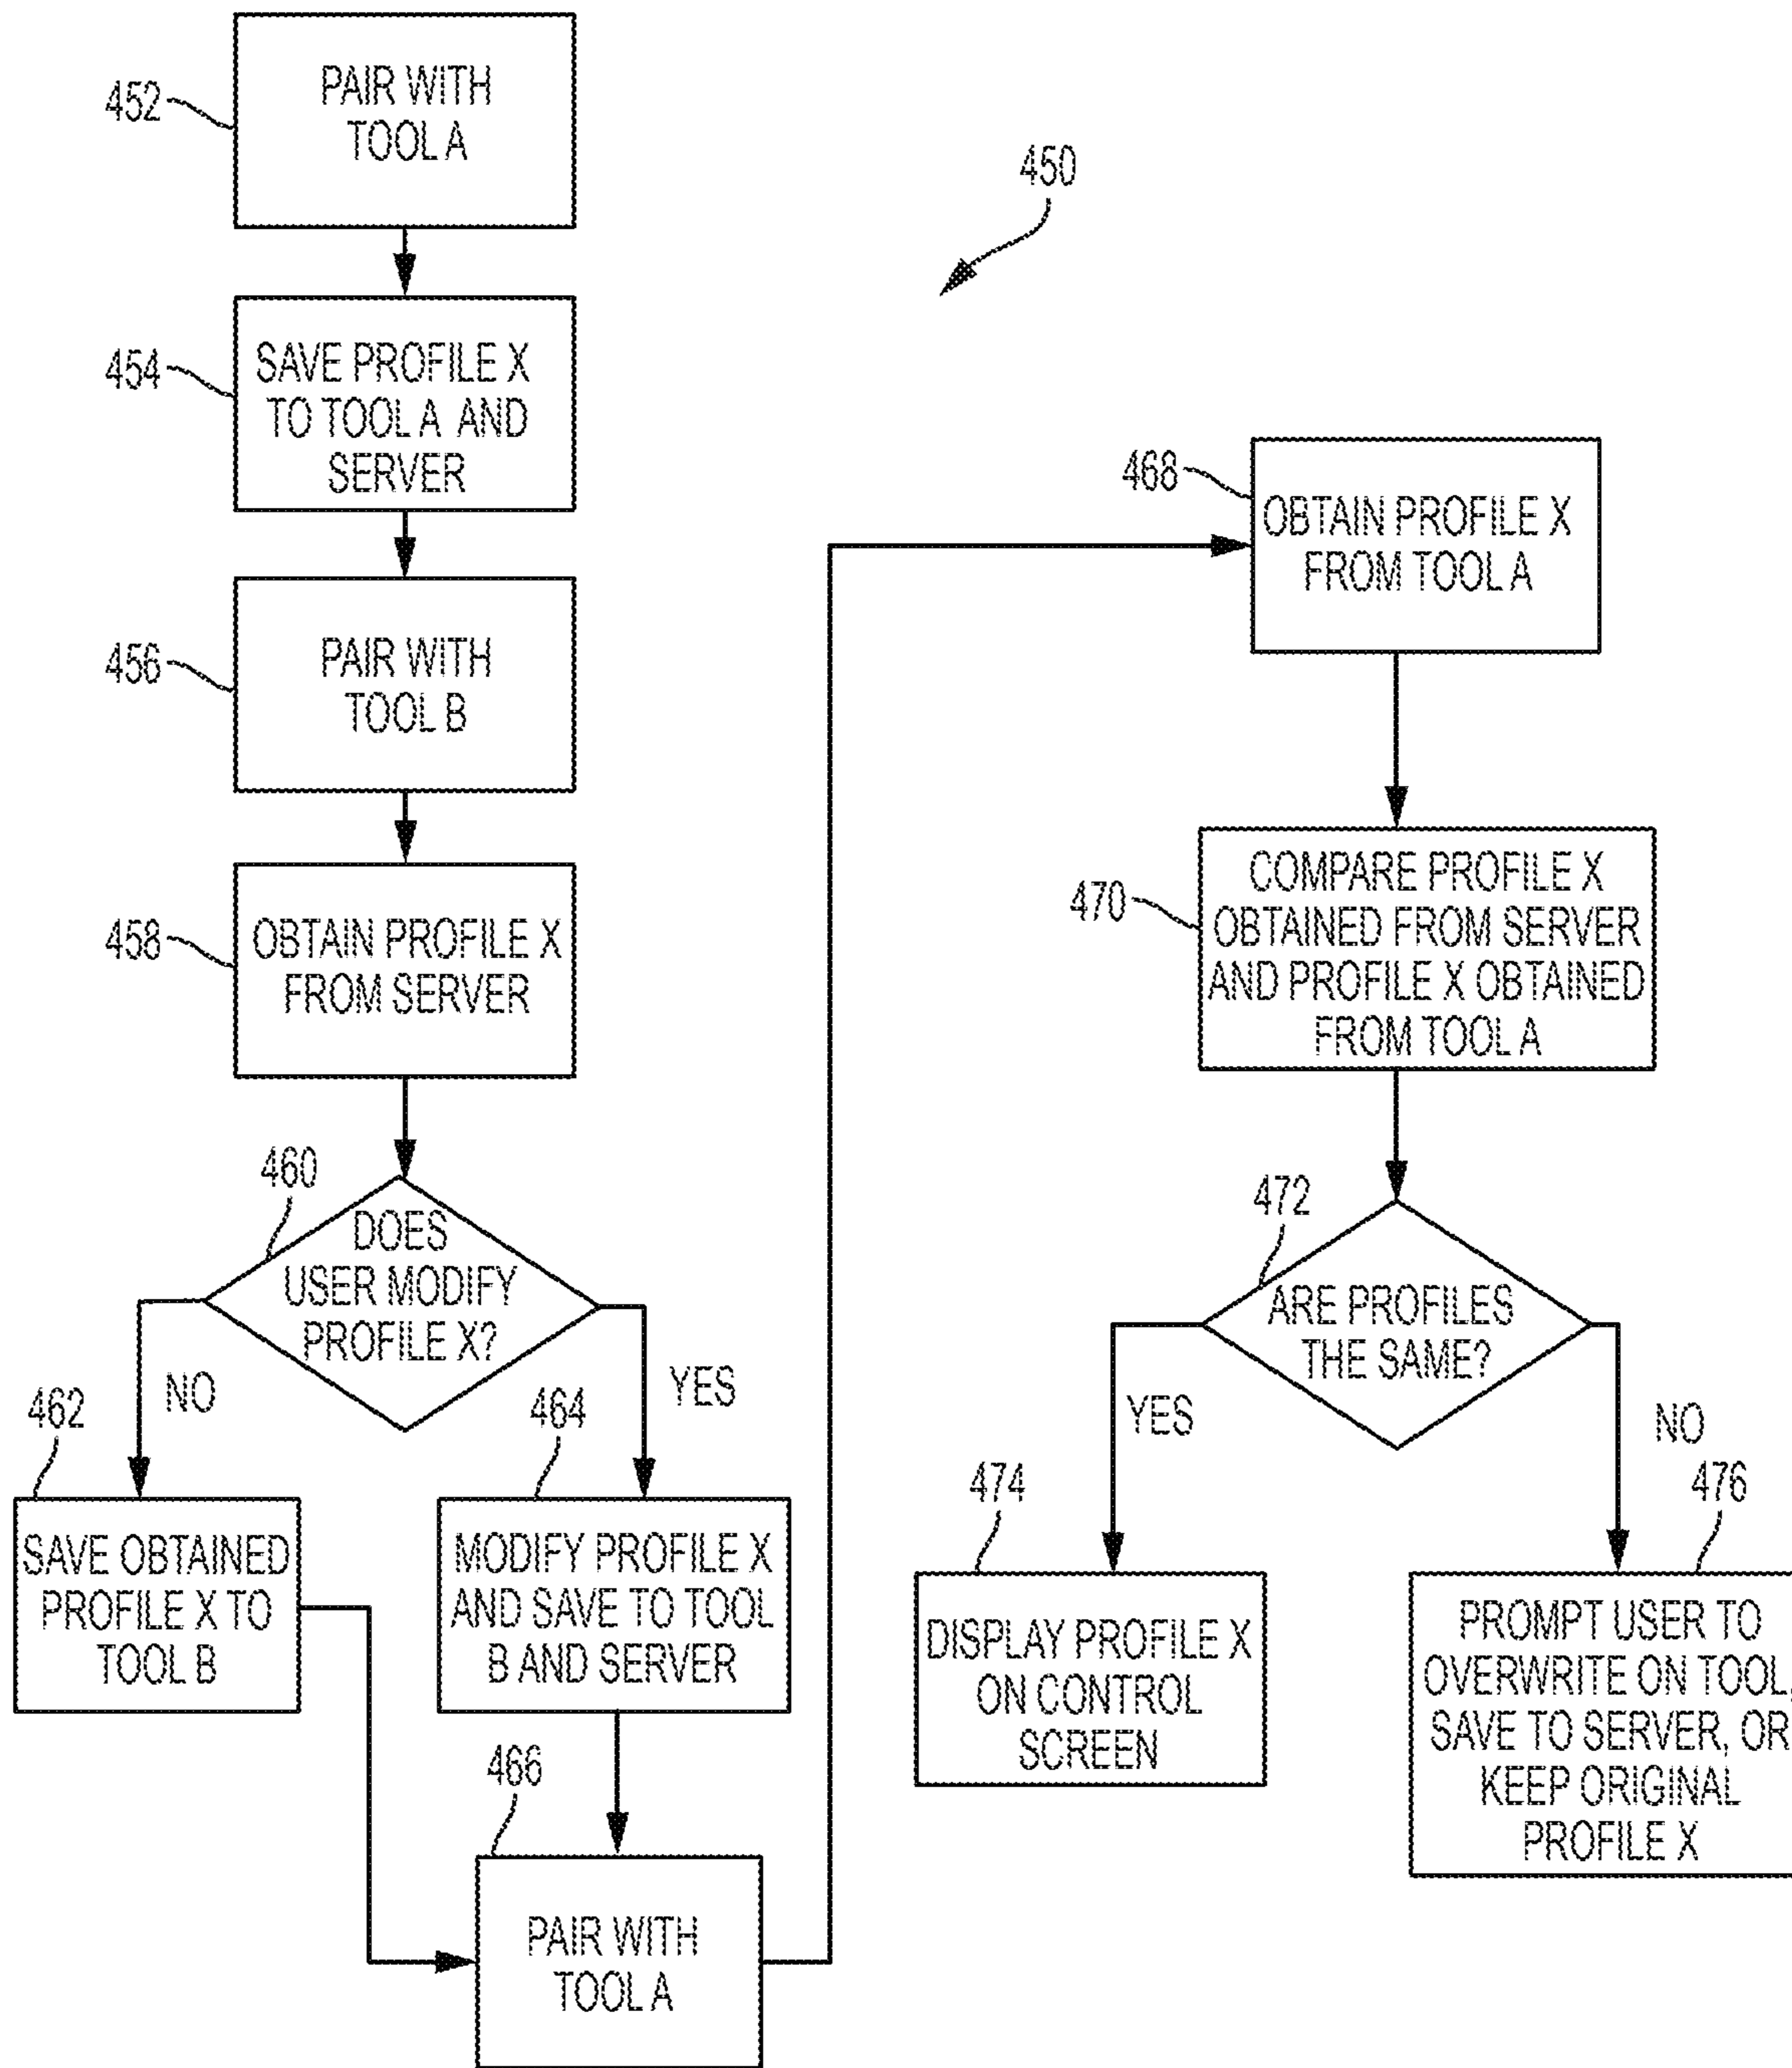 452
PAIR WITH
TOOL A
450
454
SAVE PROFILE X
TO TOOL A AND
SERVER
456
PAIR WITH
TOOL B
458
OBTAIN PROFILE X
FROM SERVER
460
DOES
USER MODIFY
PROFILE X?
NO
YES
462
SAVE OBTAINED
PROFILE X TO
TOOL B
464
MODIFY PROFILE X
AND SAVE TO TOOL
B AND SERVER
466
PAIR WITH
TOOL A
468
OBTAIN PROFILE X
FROM TOOL A
470
COMPARE PROFILE X
OBTAINED FROM SERVER
AND PROFILE X OBTAINED
FROM TOOL A
472
ARE PROFILES
THE SAME?
YES
NO
474
DISPLAY PROFILE X
ON CONTROL
SCREEN
476
PROMPT USER TO
OVERWRITE ON TOOL,
SAVE TO SERVER, OR
KEEP ORIGINAL
PROFILE X